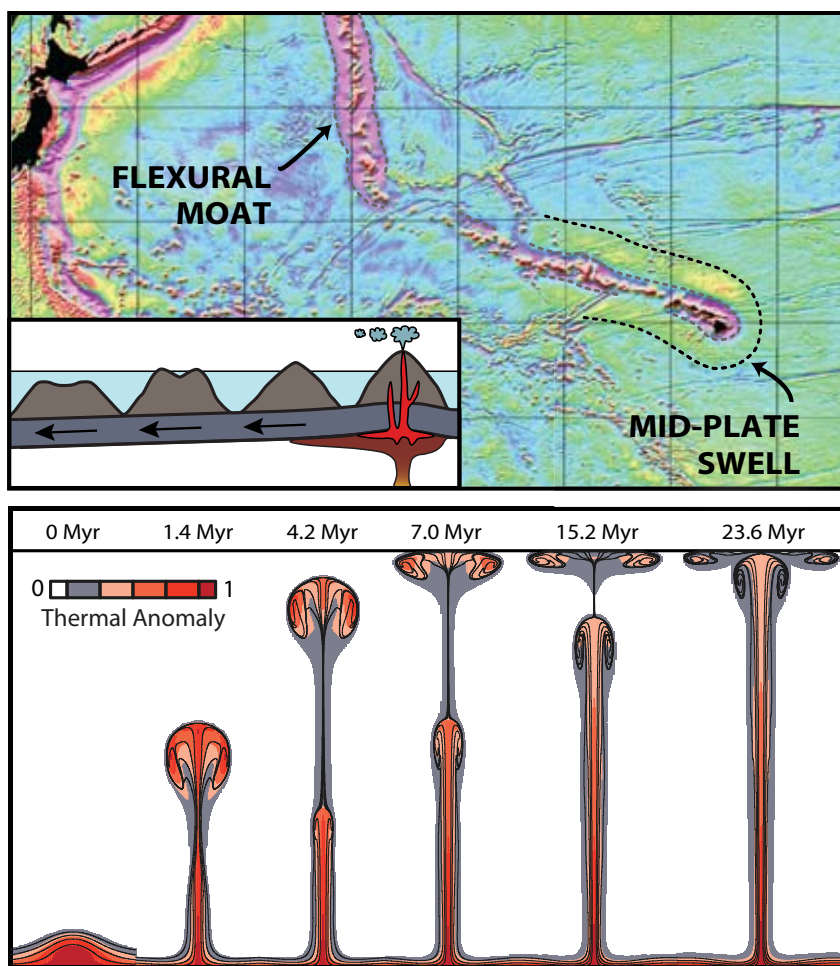 FLEXURAL
MOAT
MID-PLATE
SWELL
0 Myr 1.4 Myr 4.2 Myr 7.0 Myr 15.2 Myr 23.6 Myr
0 1
Thermal Anomaly